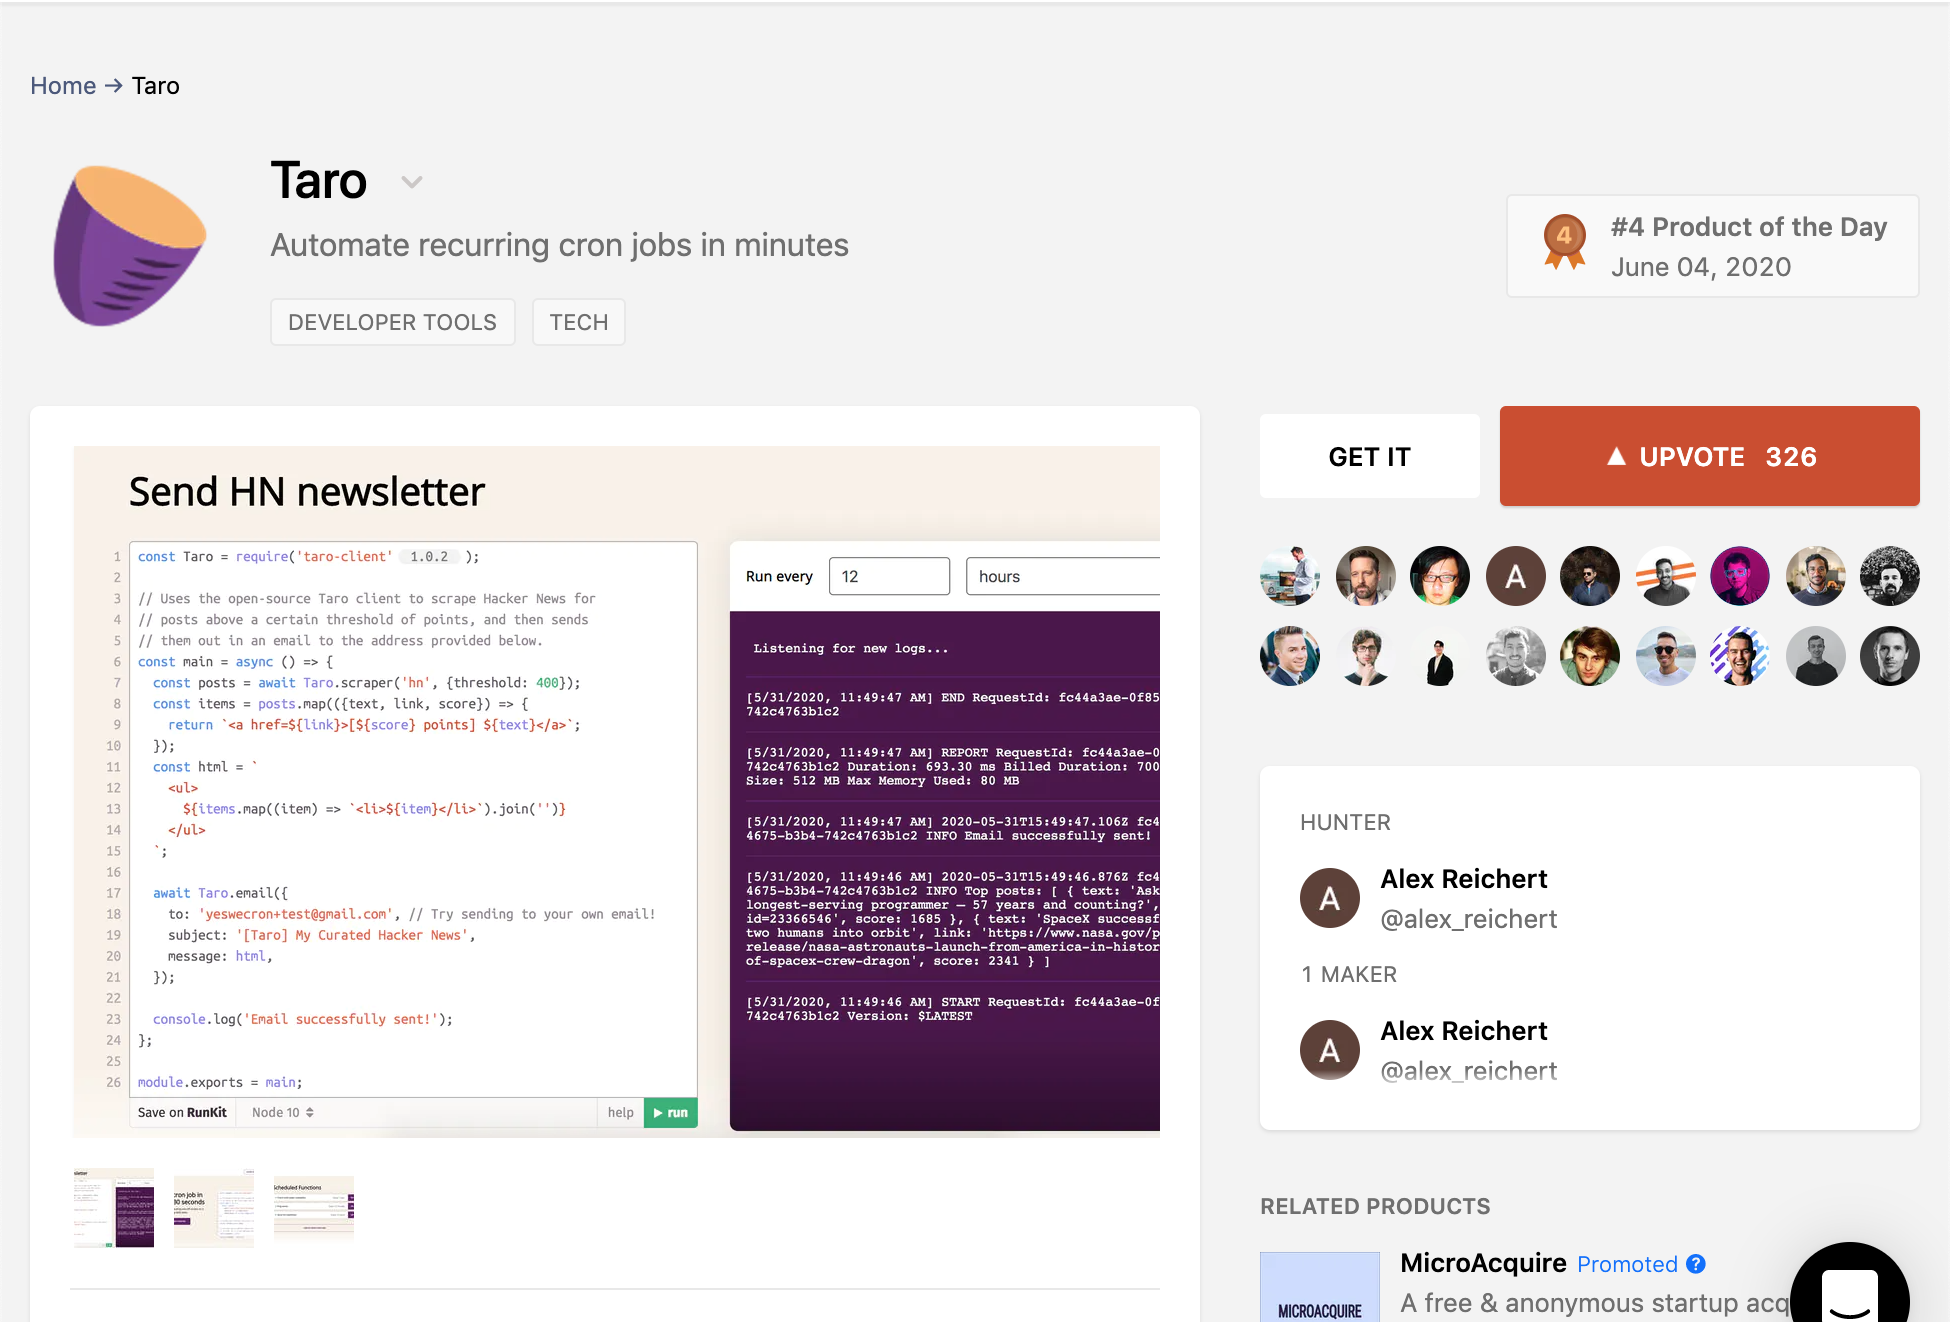 Home → Taro
Taro
Automate recurring cron jobs in minutes
DEVELOPER TOOLS
TECH
4
#4 Product of the Day
June 04, 2020
Send HN newsletter
1 const Taro = require('taro-client' 1.0.2 );
2
3 // Uses the open-source Taro client to scrape Hacker News for
4 // posts above a certain threshold of points, and then sends
5 // them out in an email to the address provided below.
6 const main = async () => {
7 const posts = await Taro.scraper('hn', {threshold: 400});
8 const items = posts.map(({text, link, score}) => {
9 return `<a href=${link}>[${score} points] ${text}</a>`;
10 });
11 const html = `
12 <ul>
13 ${items.map((item) => `<li>${item}</li>`).join('')}
14 </ul>
15 `;
16
17 await Taro.email({
18 to: 'yeswecron+test@gmail.com', // Try sending to your own email!
19 subject: '[Taro] My Curated Hacker News',
20 message: html,
21 });
22
23 console.log('Email successfully sent!');
24 };
25
26 module.exports = main;
Save on RunKit
Node 10
help
run
Run every
12
hours
Listening for new logs...
[5/31/2020, 11:49:47 AM] END RequestId: fc44a3ae-0f85
742c4763b1c2
[5/31/2020, 11:49:47 AM] REPORT RequestId: fc44a3ae-0
742c4763b1c2 Duration: 693.30 ms Billed Duration: 700
Size: 512 MB Max Memory Used: 80 MB
[5/31/2020, 11:49:47 AM] 2020-05-31T15:49:47.106Z fc4
4675-b3b4-742c4763b1c2 INFO Email successfully sent!
[5/31/2020, 11:49:46 AM] 2020-05-31T15:49:46.876Z fc4
4675-b3b4-742c4763b1c2 INFO Top posts: [ { text: 'Ask
longest-serving programmer – 57 years and counting?',
id=23366546', score: 1685 }, { text: 'SpaceX successf
two humans into orbit', link: 'https://www.nasa.gov/p
release/nasa-astronauts-launch-from-america-in-histor
of-spacex-crew-dragon', score: 2341 } ]
[5/31/2020, 11:49:46 AM] START RequestId: fc44a3ae-0f
742c4763b1c2 Version: $LATEST
cron job in
30 seconds
Scheduled Functions
GET IT
▲ UPVOTE 326
A
HUNTER
A
Alex Reichert
@alex_reichert
1 MAKER
A
Alex Reichert
@alex_reichert
RELATED PRODUCTS
MICROACQUIRE
MicroAcquire Promoted ?
A free & anonymous startup acq